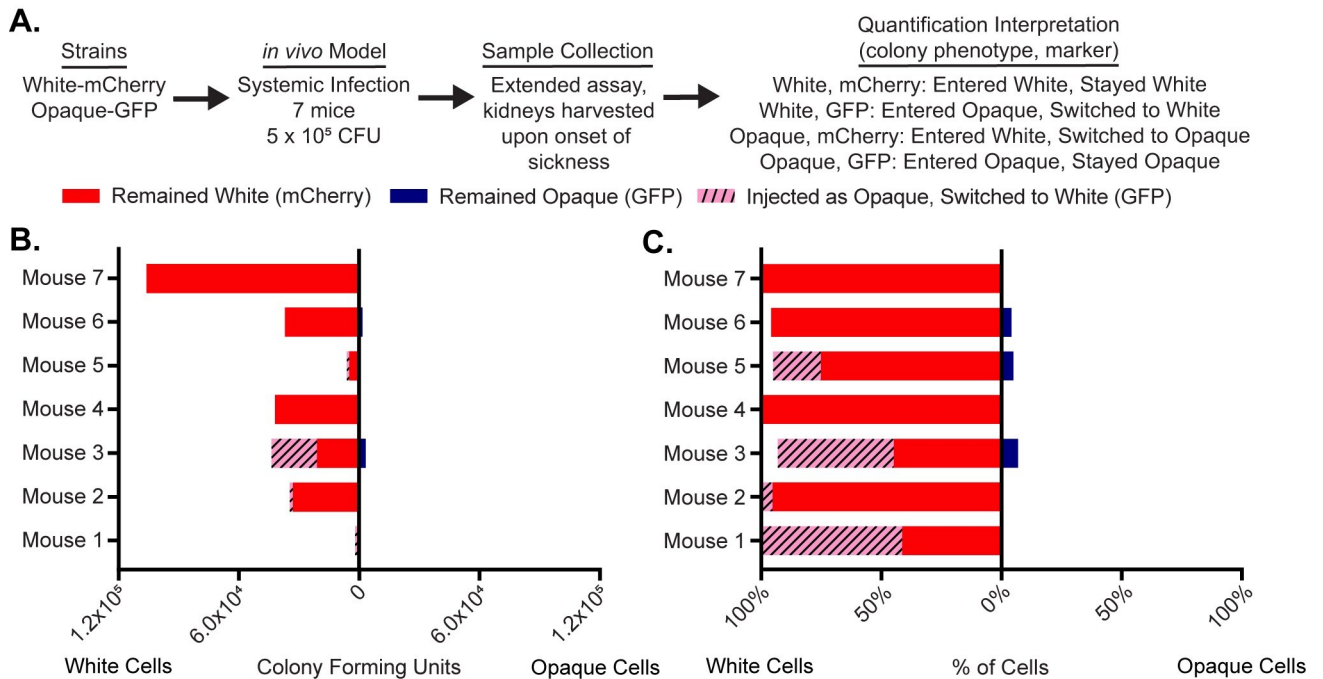 A.
Strains
White-mCherry
Opaque-GFP
in vivo Model
Systemic Infection
7 mice
5 x 10⁵ CFU
Sample Collection
Extended assay,
kidneys harvested
upon onset of
sickness
Quantification Interpretation
(colony phenotype, marker)
White, mCherry: Entered White, Stayed White
White, GFP: Entered Opaque, Switched to White
Opaque, mCherry: Entered White, Switched to Opaque
Opaque, GFP: Entered Opaque, Stayed Opaque
Remained White (mCherry)
Remained Opaque (GFP)
Injected as Opaque, Switched to White (GFP)
B.
Mouse 7
Mouse 6
Mouse 5
Mouse 4
Mouse 3
Mouse 2
Mouse 1
1.2x10⁵
6.0x10⁴
0
6.0x10⁴
1.2x10⁵
White Cells
Colony Forming Units
Opaque Cells
C.
Mouse 7
Mouse 6
Mouse 5
Mouse 4
Mouse 3
Mouse 2
Mouse 1
100%
50%
0%
50%
100%
White Cells
% of Cells
Opaque Cells